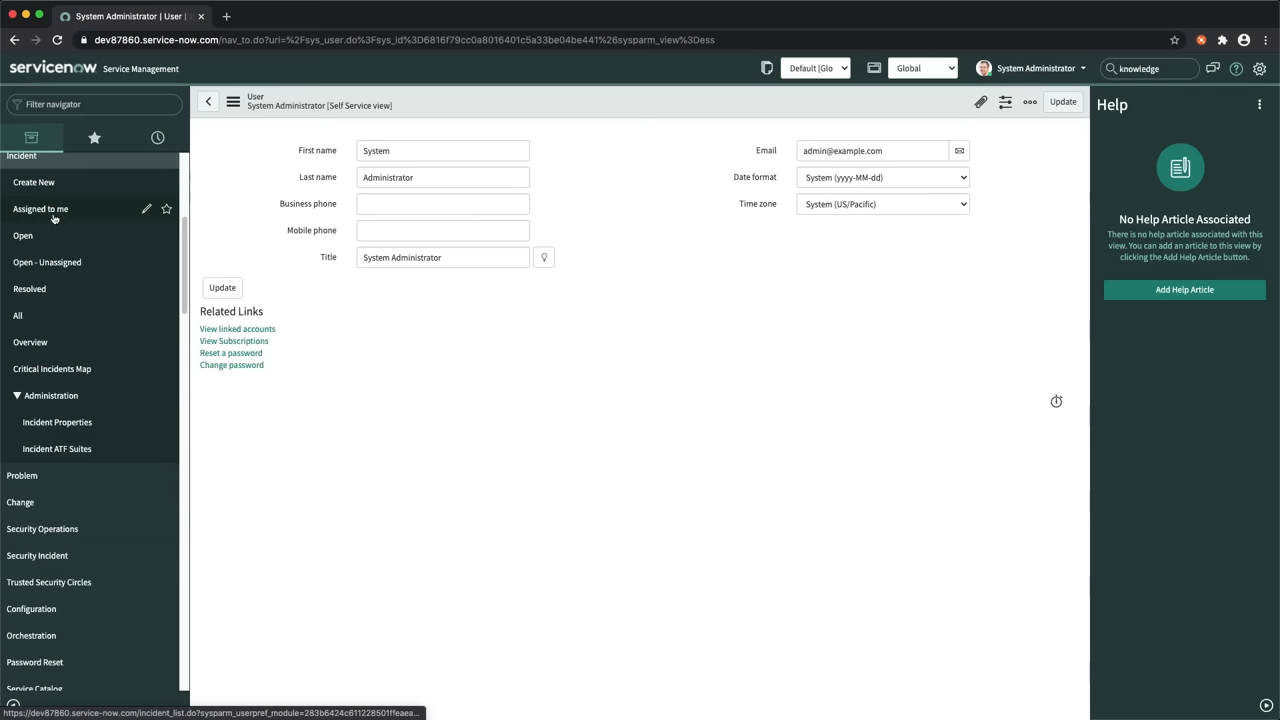 System Administrator | User |
dev87860.service-now.com/nav_to.do?uri=%2Fsys_user.do%3Fsys_id%3D6816f79cc0a8016401c5a33be04be441%26sysparm_view%3Dess
servicenow Service Management
Default [Glo
Global
System Administrator
knowledge
Filter navigator
User
System Administrator [Self Service view]
Update
Help
Incident
Create New
Assigned to me
Open
Open - Unassigned
Resolved
All
Overview
Critical Incidents Map
Administration
Incident Properties
Incident ATF Suites
Problem
Change
Security Operations
Security Incident
Trusted Security Circles
Configuration
Orchestration
Password Reset
Service Catalog
First name System
Last name Administrator
Business phone
Mobile phone
Title System Administrator
Email admin@example.com
Date format System (yyyy-MM-dd)
Time zone System (US/Pacific)
Update
Related Links
View linked accounts
View Subscriptions
Reset a password
Change password
No Help Article Associated
There is no help article associated with this
view. You can add an article to this view by
clicking the Add Help Article button.
Add Help Article
https://dev87860.service-now.com/incident_list.do?sysparm_userpref_module=283b6424c611228501ffeaea...